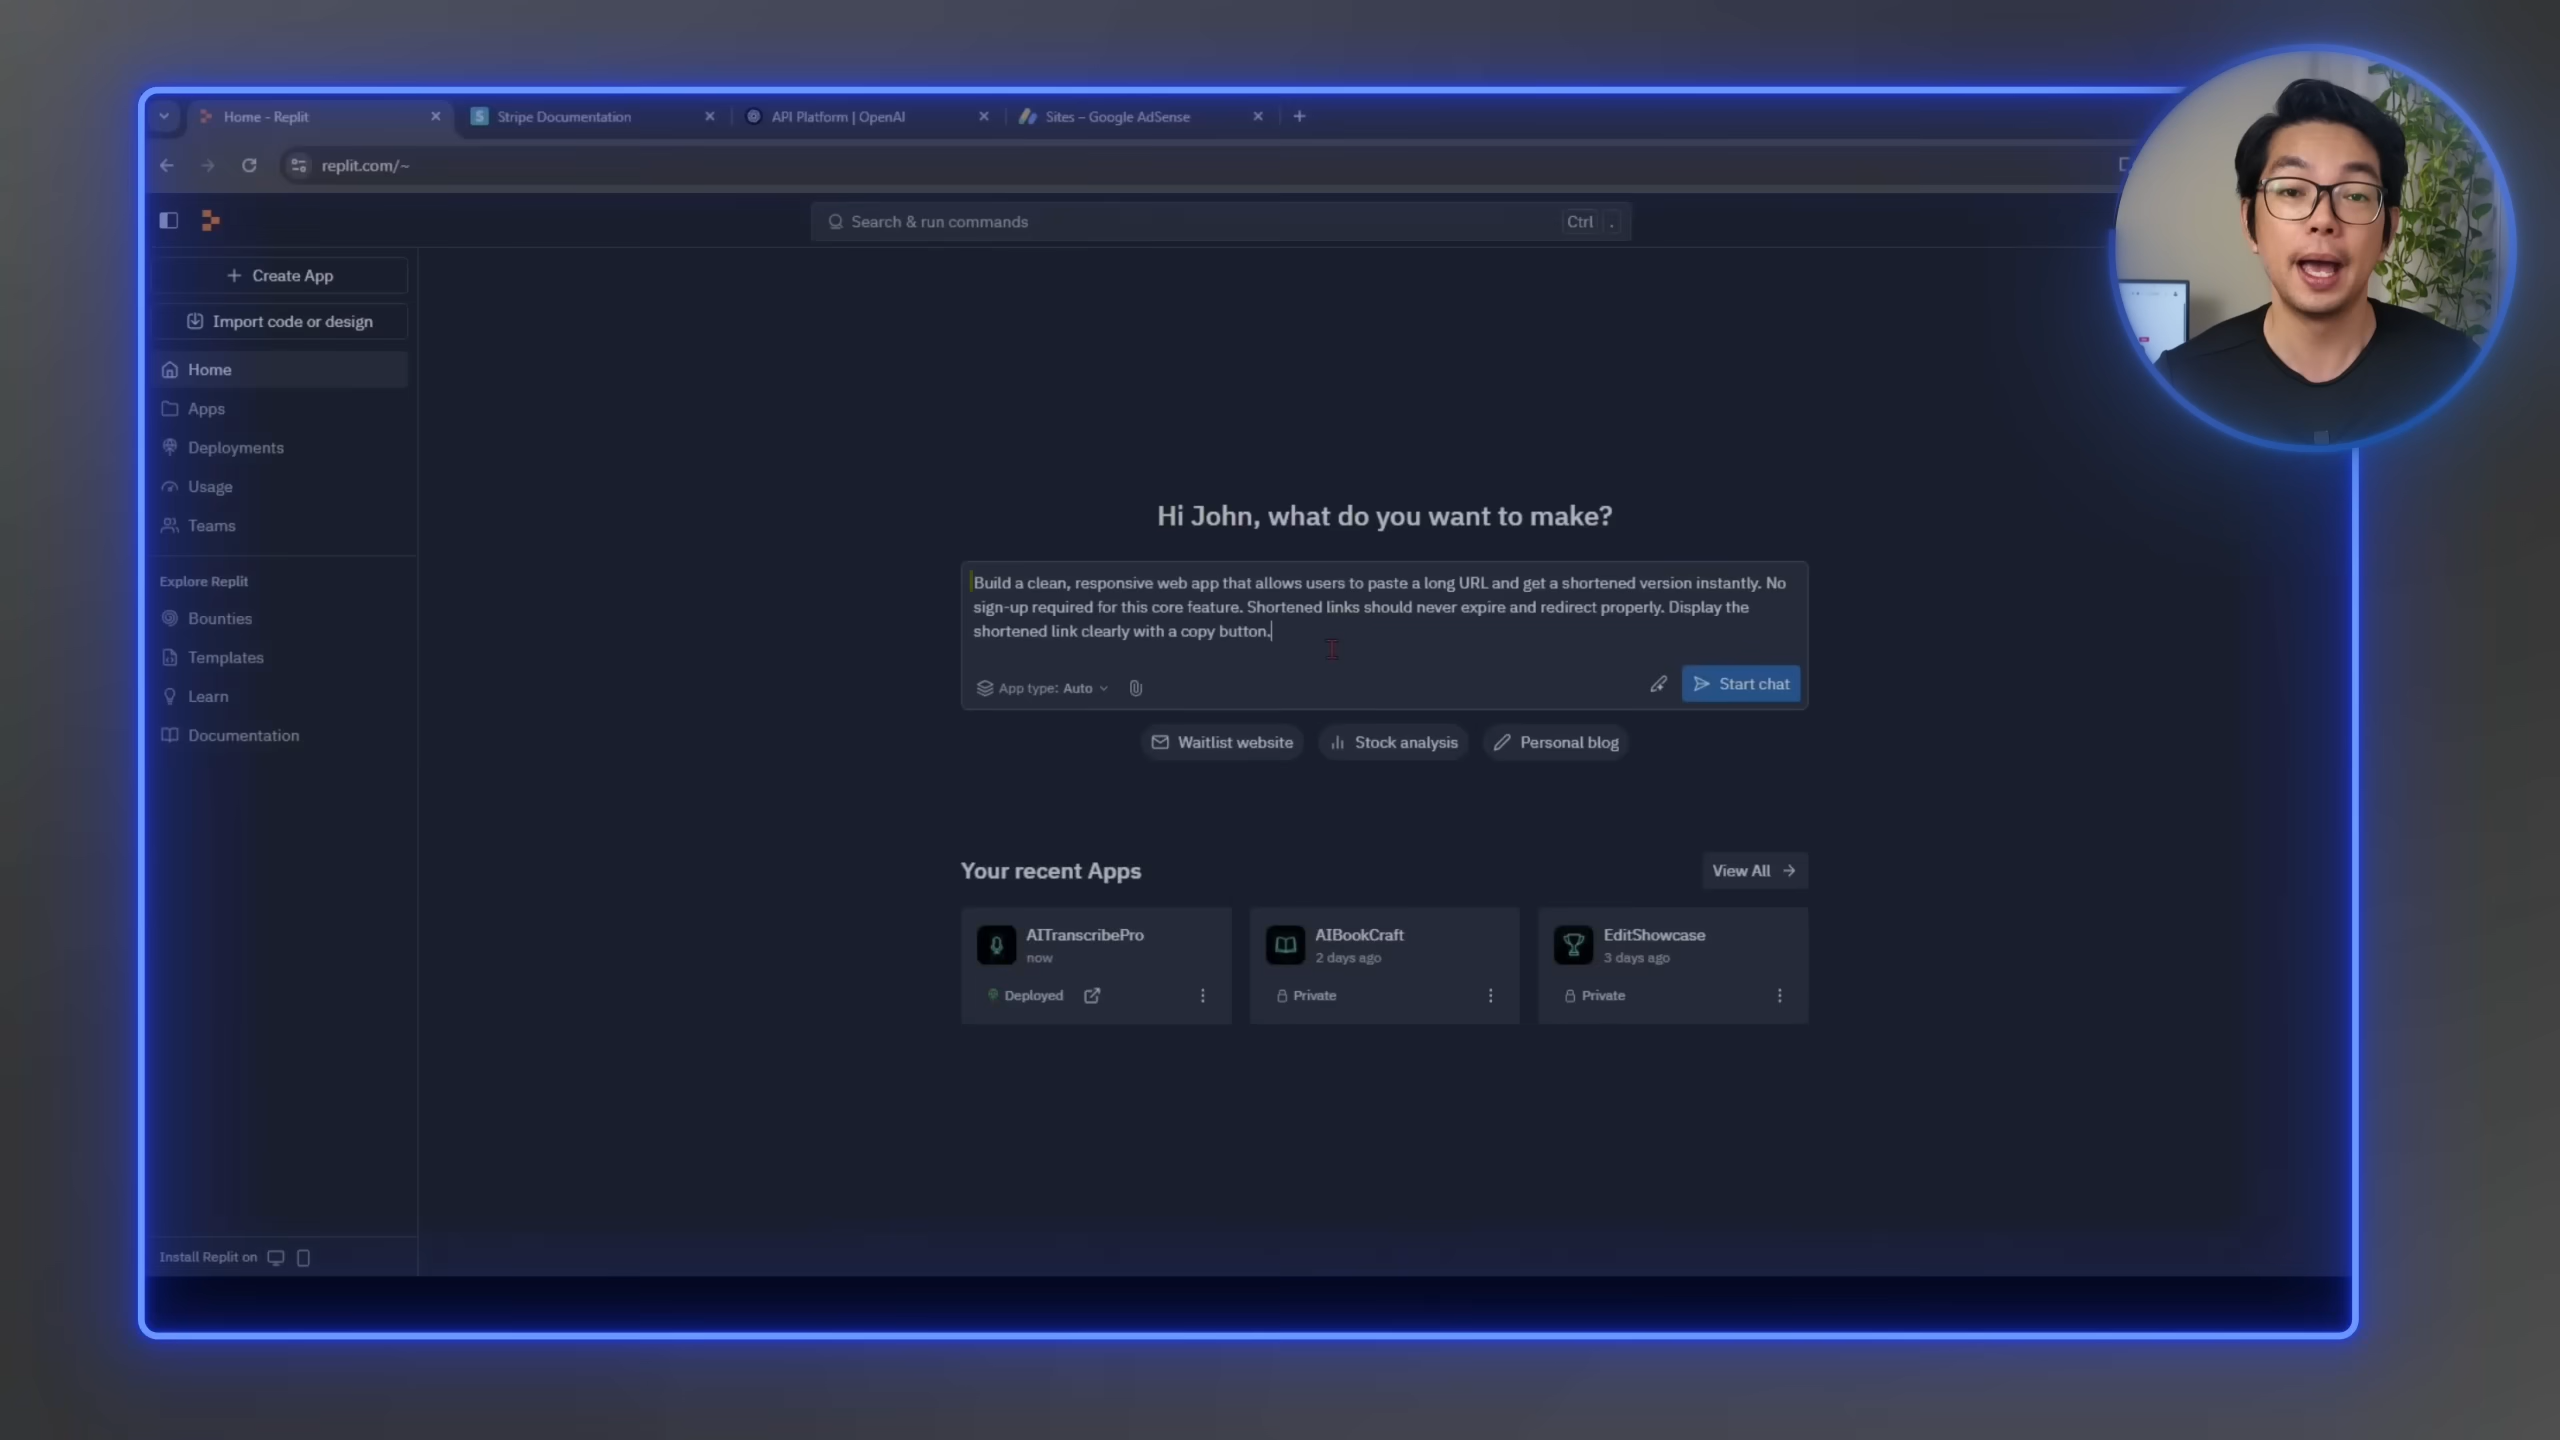 Home - Replit
Stripe Documentation
API Platform | OpenAI
Sites – Google AdSense
replit.com/~
Search & run commands
Ctrl .
Create App
Import code or design
Home
Apps
Deployments
Usage
Teams
Explore Replit
Bounties
Templates
Learn
Documentation
Install Replit on
Hi John, what do you want to make?
Build a clean, responsive web app that allows users to paste a long URL and get a shortened version instantly. No
sign-up required for this core feature. Shortened links should never expire and redirect properly. Display the
shortened link clearly with a copy button.
App type: Auto
Start chat
Waitlist website
Stock analysis
Personal blog
Your recent Apps
View All
AITranscribePro
now
Deployed
AIBookCraft
2 days ago
Private
EditShowcase
3 days ago
Private